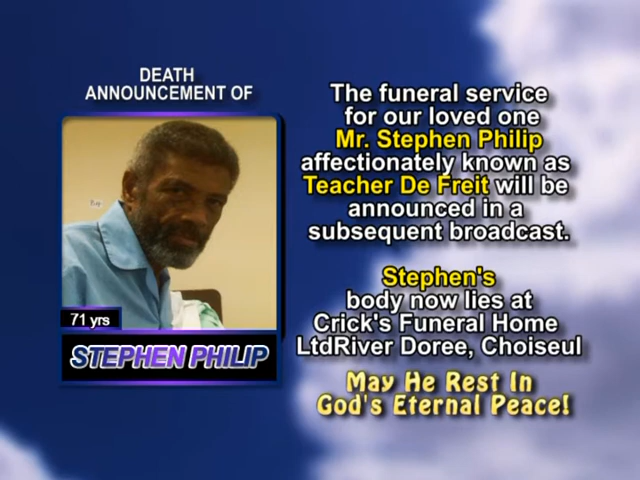 DEATH
ANNOUNCEMENT OF
71 yrs
STEPHEN PHILIP
The funeral service
for our loved one
Mr. Stephen Philip
affectionately known as
Teacher De Freit will be
announced in a
subsequent broadcast.
Stephen's
body now lies at
Crick's Funeral Home
LtdRiver Doree, Choiseul
May He Rest In
God's Eternal Peace!